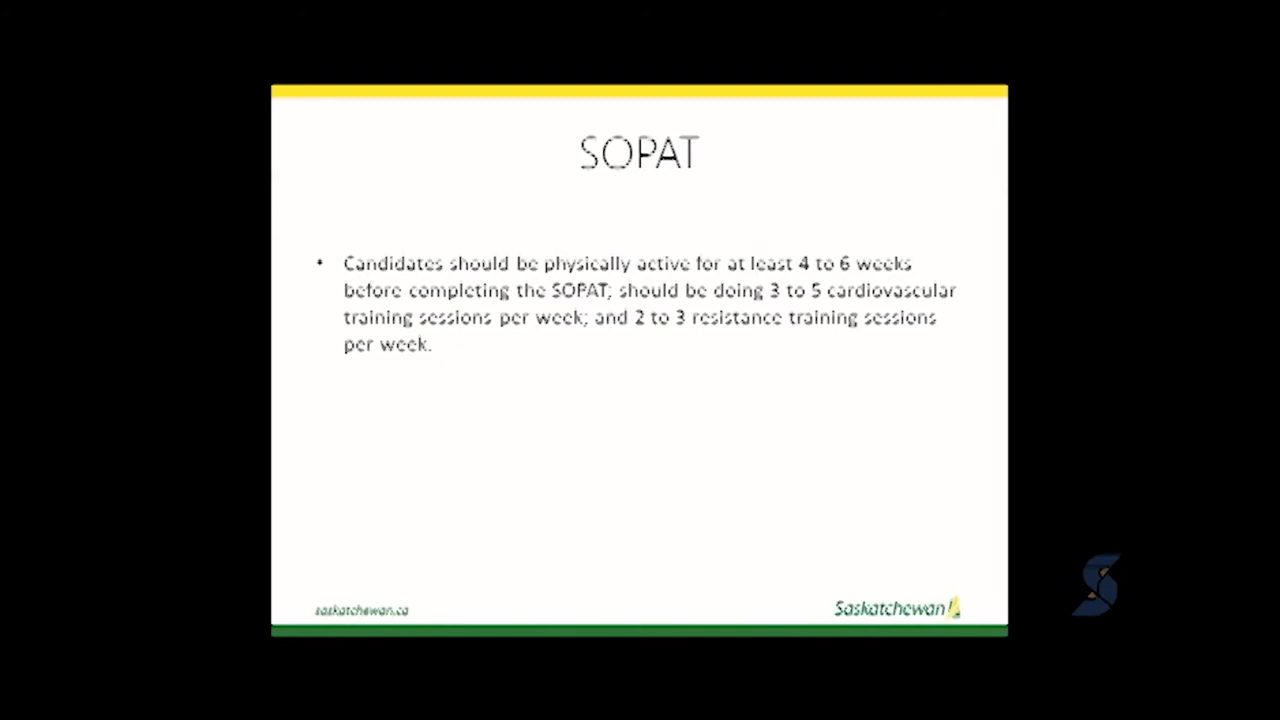 SOPAT
• Candidates should be physically active for at least 4 to 6 weeks
before completing the SOPAT; should be doing 3 to 5 cardiovascular
training sessions per week; and 2 to 3 resistance training sessions
per week.
saskatchewan.ca
Saskatchewan